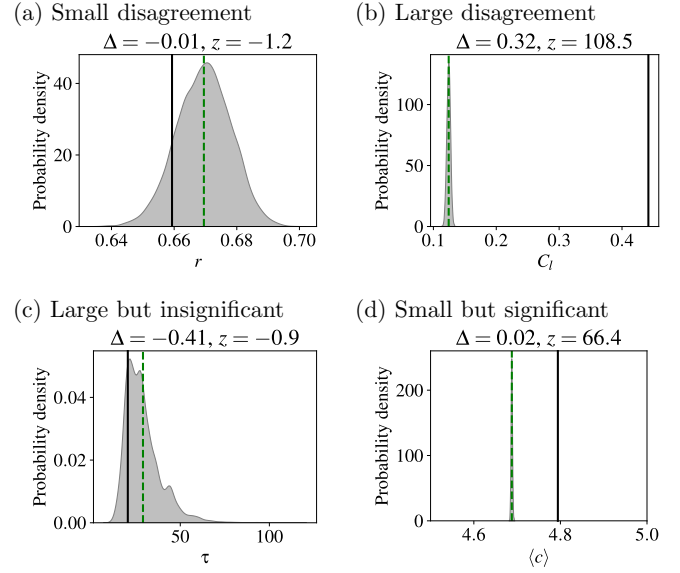 (a) Small disagreement
Δ = −0.01, z = −1.2
Probability density
40
20
0
0.64 0.66 0.68 0.70
r
(b) Large disagreement
Δ = 0.32, z = 108.5
Probability density
100
50
0
0.1 0.2 0.3 0.4
C_l
(c) Large but insignificant
Δ = −0.41, z = −0.9
Probability density
0.04
0.02
0.00
50 100
τ
(d) Small but significant
Δ = 0.02, z = 66.4
Probability density
200
100
0
4.6 4.8 5.0
⟨c⟩